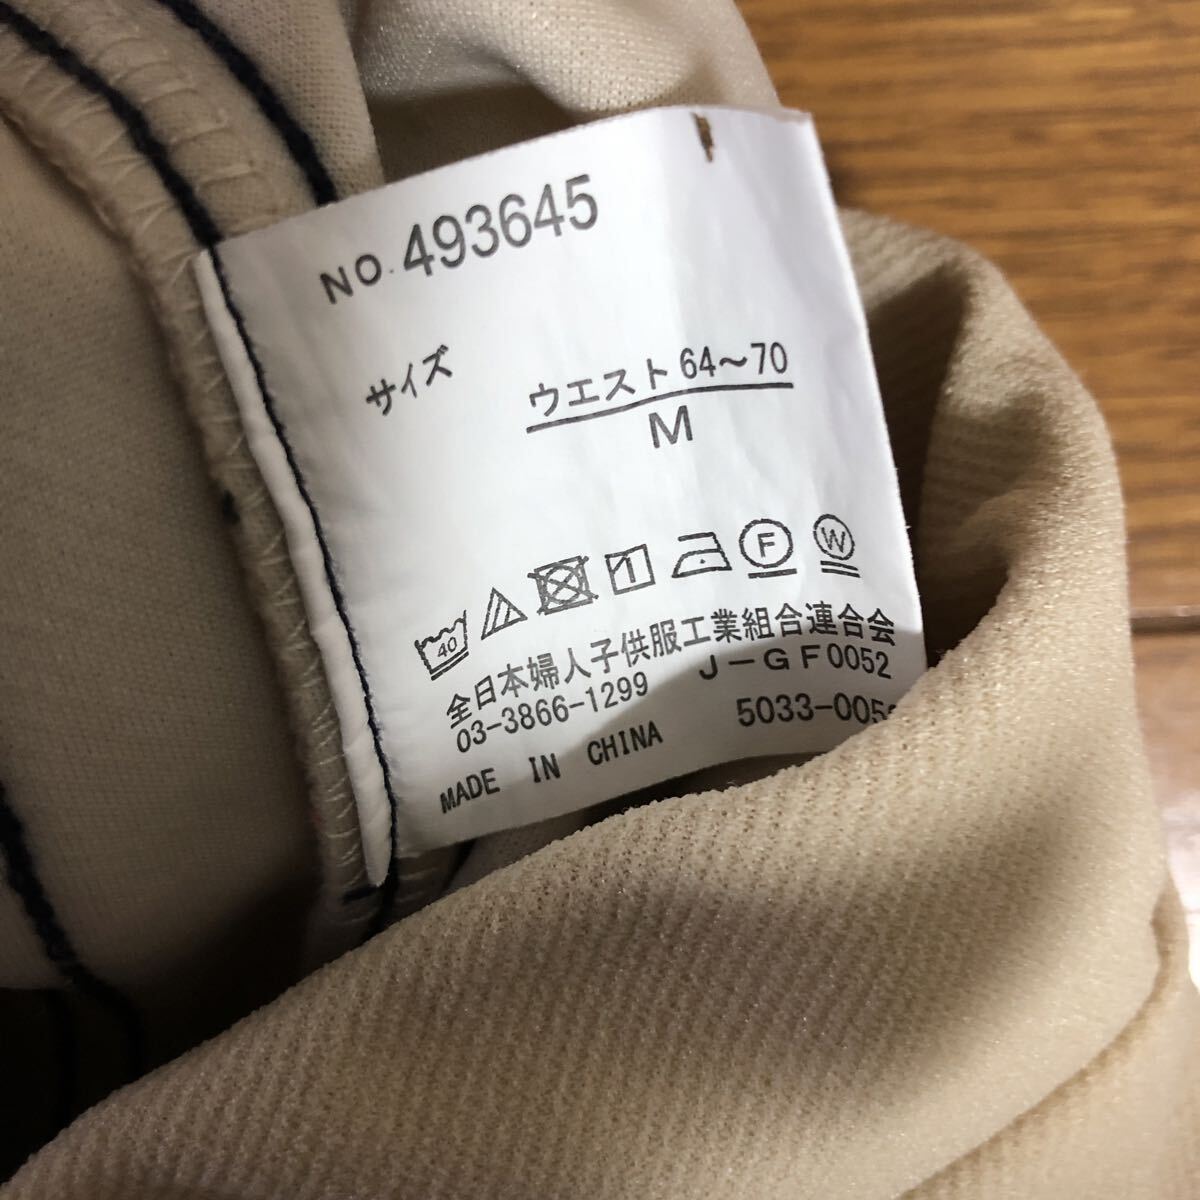 NO.493645
サイズ
ウエスト64～70
M
40
1
F
W
全日本婦人子供服工業組合連合会
03-3866-1299 J-GF0052
MADE IN CHINA